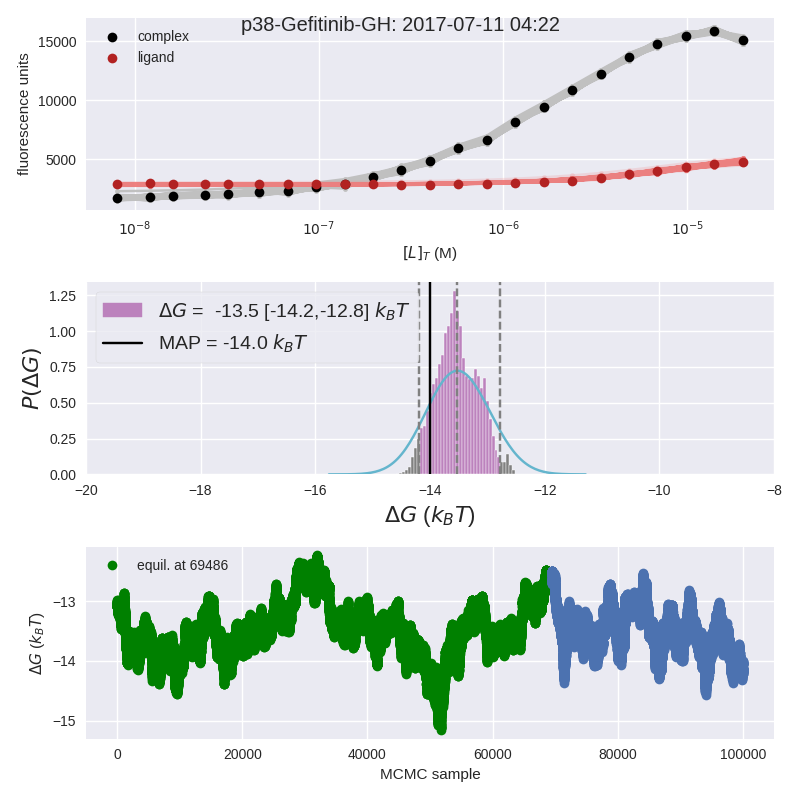 p38-Gefitinib-GH: 2017-07-11 04:22
complex
ligand
fluorescence units
15000
10000
5000
10⁻⁸ 10⁻⁷ 10⁻⁶ 10⁻⁵
[L]_T (M)
ΔG = -13.5 [-14.2,-12.8] k_BT
MAP = -14.0 k_BT
P(ΔG)
1.25
1.00
0.75
0.50
0.25
0.00
−20 −18 −16 −14 −12 −10 −8
ΔG (k_BT)
equil. at 69486
ΔG (k_BT)
−13
−14
−15
0 20000 40000 60000 80000 100000
MCMC sample